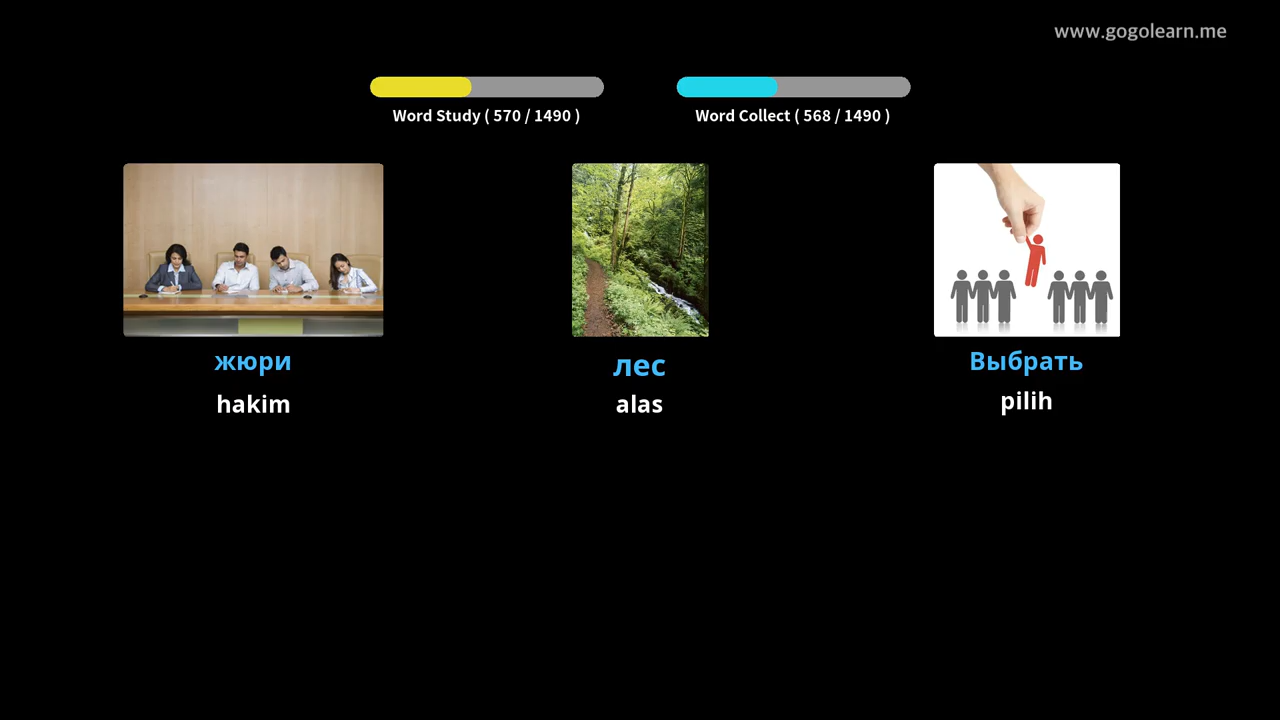 www.gogolearn.me
Word Study ( 570 / 1490 )
Word Collect ( 568 / 1490 )
жюри
лес
Выбрать
hakim
alas
pilih